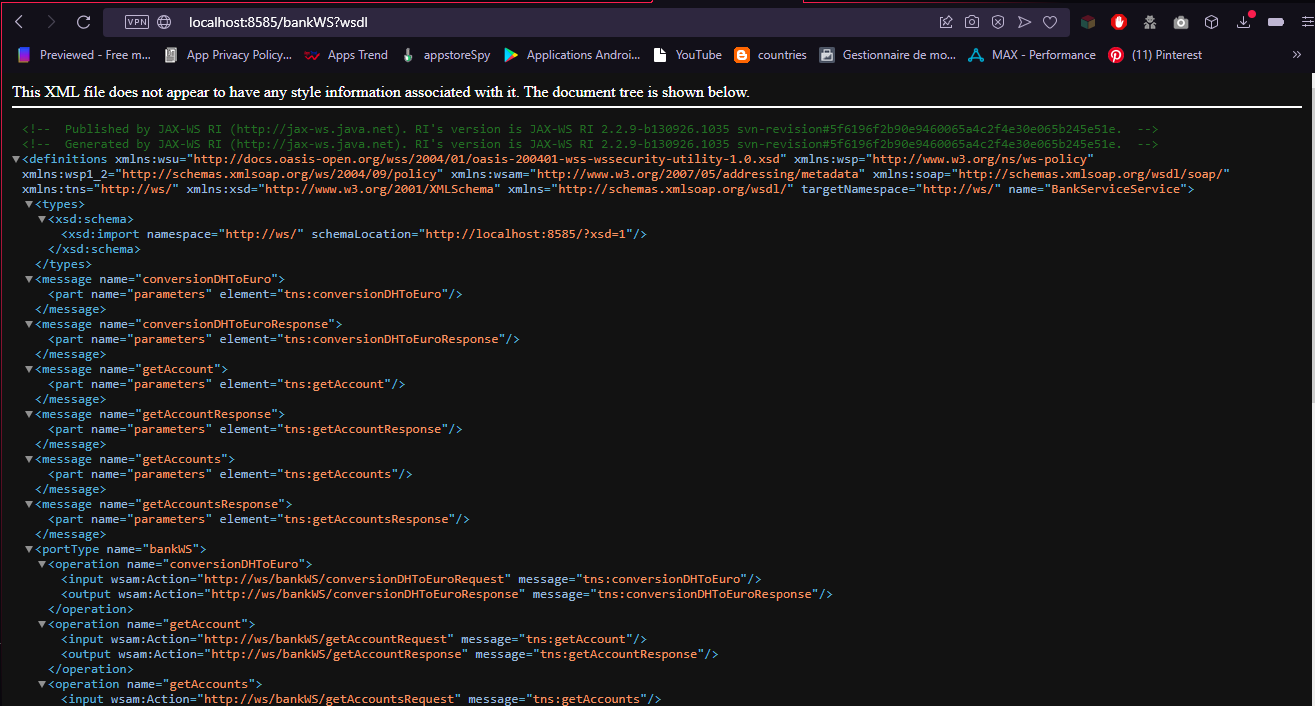 VPN localhost:8585/bankWS?wsdl
Previewed - Free m... App Privacy Policy... Apps Trend appstoreSpy Applications Androi... YouTube countries Gestionnaire de mo... MAX - Performance (11) Pinterest »
This XML file does not appear to have any style information associated with it. The document tree is shown below.
<!-- Published by JAX-WS RI (http://jax-ws.java.net). RI's version is JAX-WS RI 2.2.9-b130926.1035 svn-revision#5f6196f2b90e9460065a4c2f4e30e065b245e51e. -->
<!-- Generated by JAX-WS RI (http://jax-ws.java.net). RI's version is JAX-WS RI 2.2.9-b130926.1035 svn-revision#5f6196f2b90e9460065a4c2f4e30e065b245e51e. -->
▼<definitions xmlns:wsu="http://docs.oasis-open.org/wss/2004/01/oasis-200401-wss-wssecurity-utility-1.0.xsd" xmlns:wsp="http://www.w3.org/ns/ws-policy"
xmlns:wsp1_2="http://schemas.xmlsoap.org/ws/2004/09/policy" xmlns:wsam="http://www.w3.org/2007/05/addressing/metadata" xmlns:soap="http://schemas.xmlsoap.org/wsdl/soap/"
xmlns:tns="http://ws/" xmlns:xsd="http://www.w3.org/2001/XMLSchema" xmlns="http://schemas.xmlsoap.org/wsdl/" targetNamespace="http://ws/" name="BankServiceService">
▼<types>
▼<xsd:schema>
<xsd:import namespace="http://ws/" schemaLocation="http://localhost:8585/?xsd=1"/>
</xsd:schema>
</types>
▼<message name="conversionDHToEuro">
<part name="parameters" element="tns:conversionDHToEuro"/>
</message>
▼<message name="conversionDHToEuroResponse">
<part name="parameters" element="tns:conversionDHToEuroResponse"/>
</message>
▼<message name="getAccount">
<part name="parameters" element="tns:getAccount"/>
</message>
▼<message name="getAccountResponse">
<part name="parameters" element="tns:getAccountResponse"/>
</message>
▼<message name="getAccounts">
<part name="parameters" element="tns:getAccounts"/>
</message>
▼<message name="getAccountsResponse">
<part name="parameters" element="tns:getAccountsResponse"/>
</message>
▼<portType name="bankWS">
▼<operation name="conversionDHToEuro">
<input wsam:Action="http://ws/bankWS/conversionDHToEuroRequest" message="tns:conversionDHToEuro"/>
<output wsam:Action="http://ws/bankWS/conversionDHToEuroResponse" message="tns:conversionDHToEuroResponse"/>
</operation>
▼<operation name="getAccount">
<input wsam:Action="http://ws/bankWS/getAccountRequest" message="tns:getAccount"/>
<output wsam:Action="http://ws/bankWS/getAccountResponse" message="tns:getAccountResponse"/>
</operation>
▼<operation name="getAccounts">
<input wsam:Action="http://ws/bankWS/getAccountsRequest" message="tns:getAccounts"/>